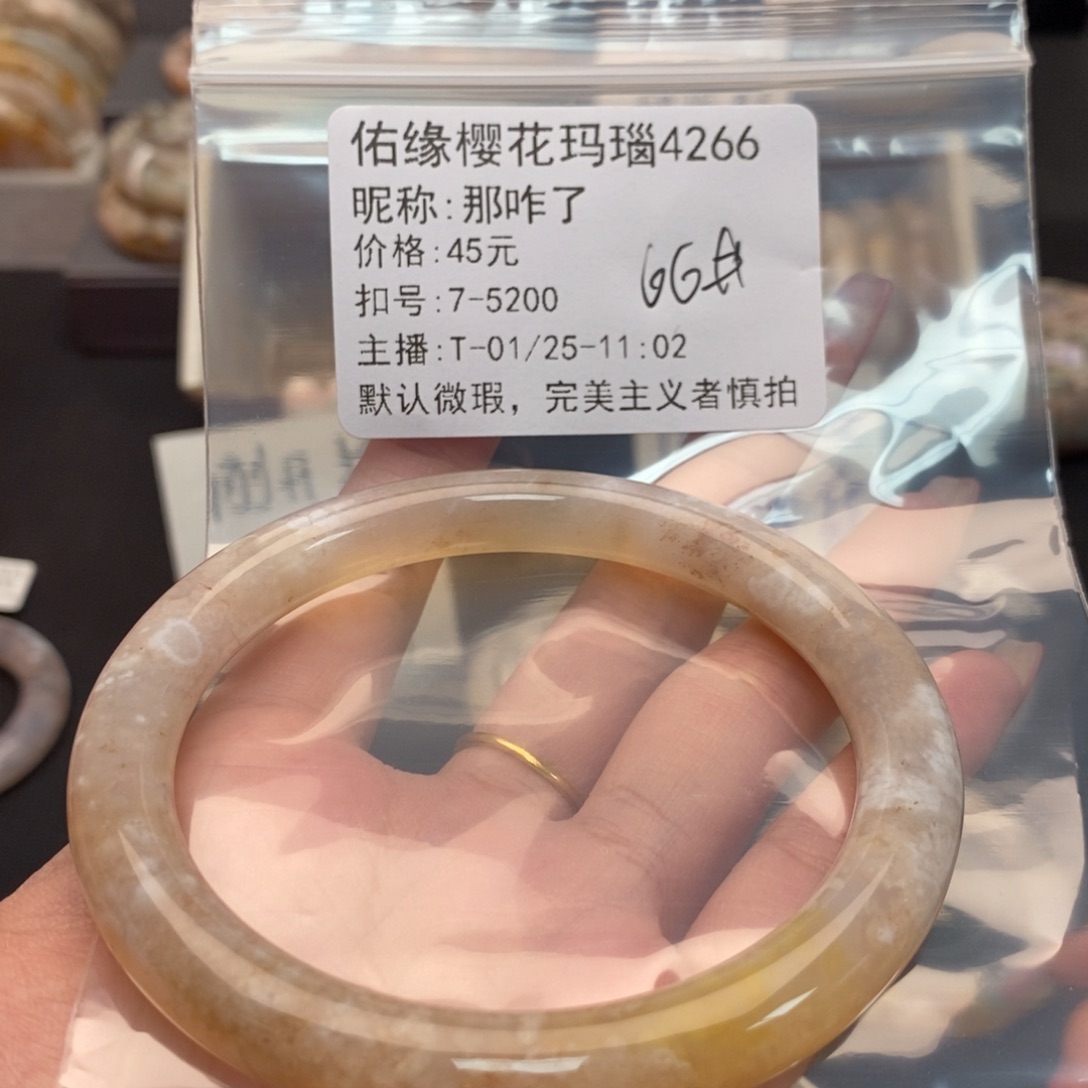 佑缘樱花玛瑙4266
昵称:那咋了
价格:45元
扣号:7-5200
主播:T-01/25-11:02
默认微瑕，完美主义者慎拍